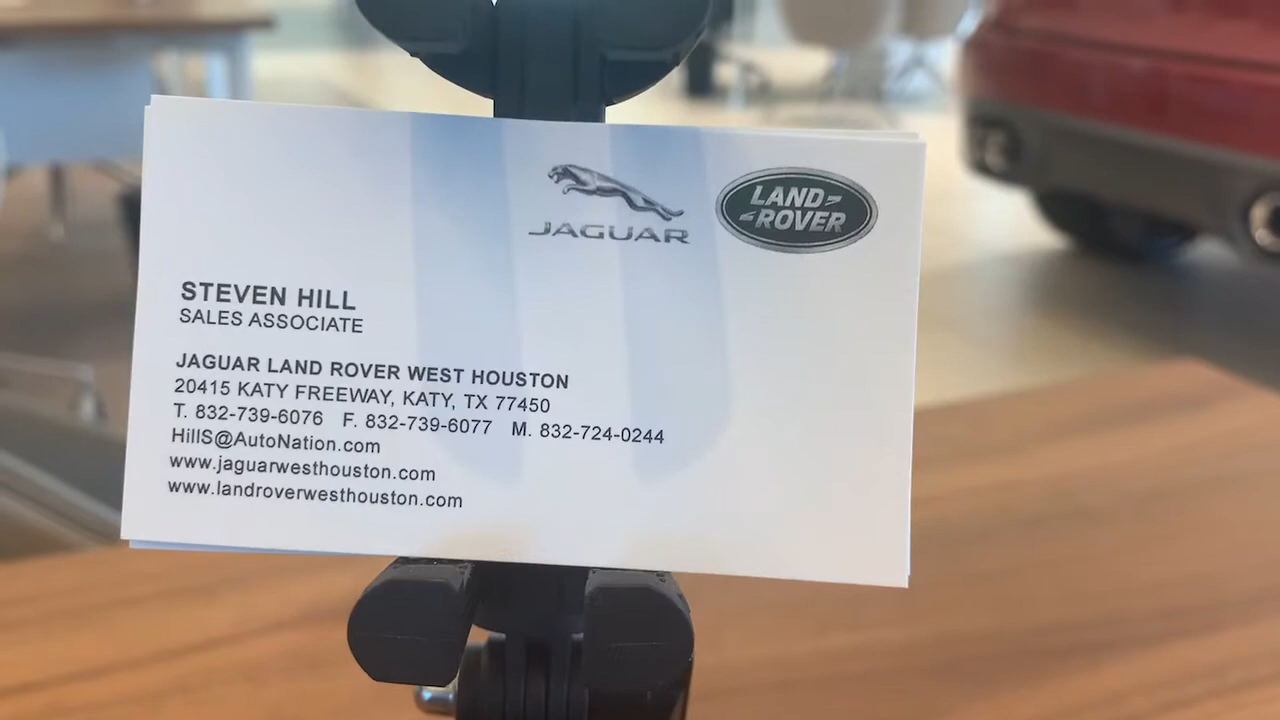 JAGUAR
LAND
ROVER
STEVEN HILL
SALES ASSOCIATE
JAGUAR LAND ROVER WEST HOUSTON
20415 KATY FREEWAY, KATY, TX 77450
T. 832-739-6076 F. 832-739-6077 M. 832-724-0244
HillS@AutoNation.com
www.jaguarwesthouston.com
www.landroverwesthouston.com